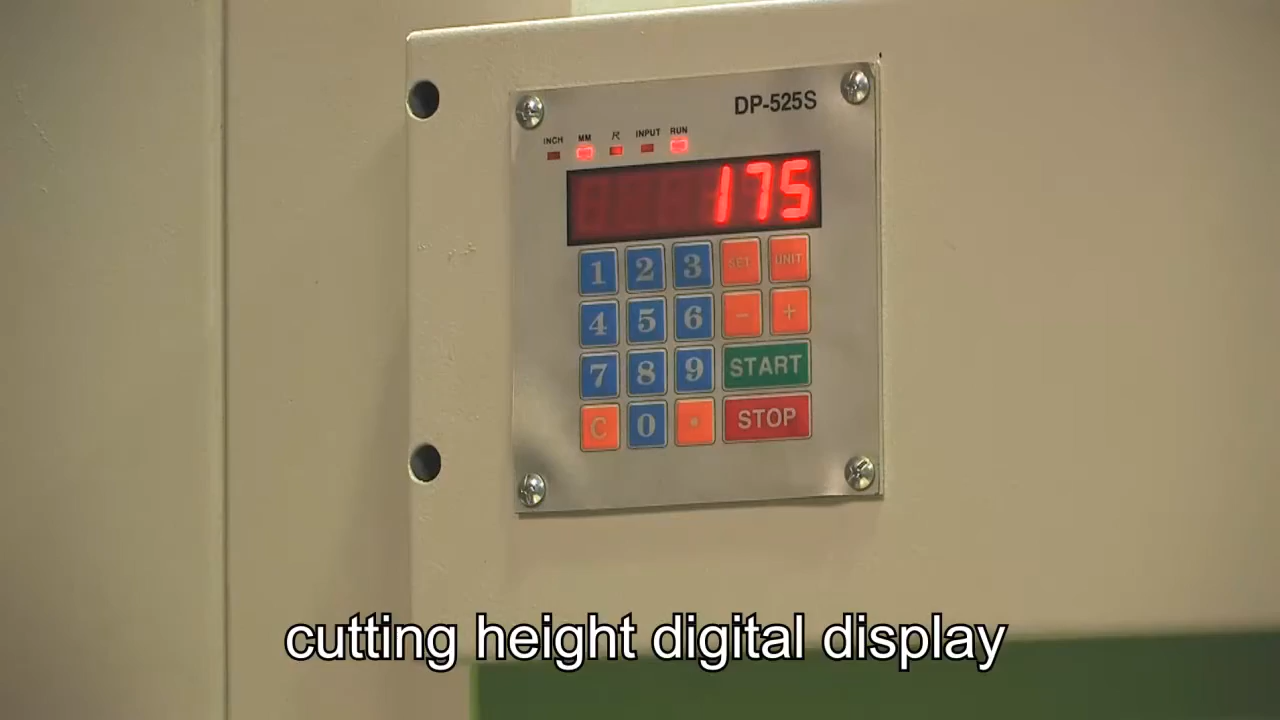 DP-525S
INCH MM R INPUT RUN
175
1 2 3 SET UNIT
4 5 6 - +
7 8 9 START
C 0 . STOP
cutting height digital display